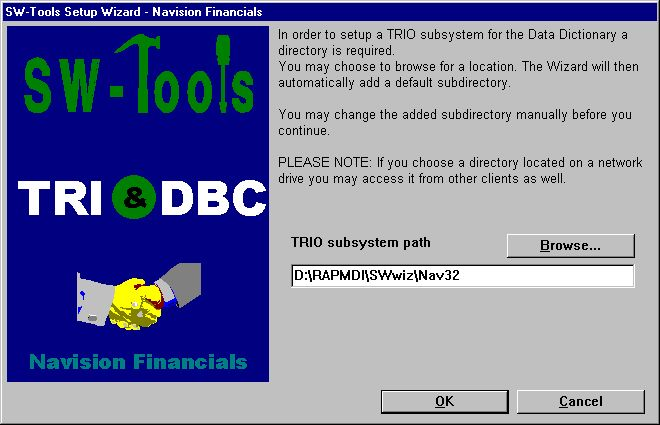 SW-Tools Setup Wizard - Navision Financials
SW-Tools
TRI & DBC
Navision Financials
In order to setup a TRIO subsystem for the Data Dictionary a
directory is required.
You may choose to browse for a location. The Wizard will then
automatically add a default subdirectory.
You may change the added subdirectory manually before you
continue.
PLEASE NOTE: If you choose a directory located on a network
drive you may access it from other clients as well.
TRIO subsystem path
Browse...
D:\RAPMDI\SWwiz\Nav32
OK
Cancel